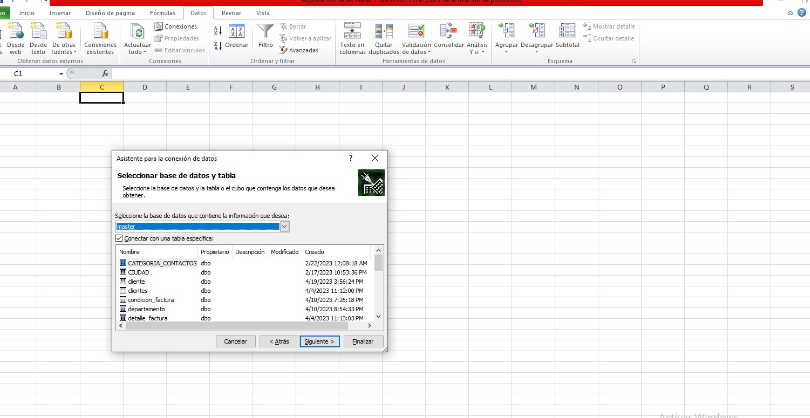 Inicio Insertar Diseño de página Fórmulas Datos Revisar Vista
Desde web
Desde texto
De otras fuentes
Conexiones existentes
Obtener datos externos
Actualizar todo
Conexiones
Propiedades
Editar vínculos
Conexiones
Ordenar
Filtro
Borrar
Volver a aplicar
Avanzadas
Ordenar y filtrar
Texto en columnas
Quitar duplicados
Validación de datos
Consolidar
Análisis Y si
Herramientas de datos
Agrupar
Desagrupar
Subtotal
Mostrar detalle
Ocultar detalle
Esquema
C1 fx
A B C D E F G H I J K L M N O P Q R S
Asistente para la conexión de datos ?
Seleccionar base de datos y tabla
Seleccione la base de datos y la tabla o el cubo que contenga los datos que desea
obtener.
Seleccione la base de datos que contiene la información que desea:
master
Conectar con una tabla específica:
Nombre Propietario Descripción Modificado Creado
CATEGORIA_CONTACTOS dbo 2/22/2023 12:08:18 AM
CIUDAD dbo 2/17/2023 10:53:36 PM
cliente dbo 4/19/2023 3:56:24 PM
clientes dbo 4/4/2023 11:12:00 PM
condicion_factura dbo 4/10/2023 7:26:18 PM
departamento dbo 4/10/2023 8:54:33 PM
detalle_factura dbo 4/4/2023 11:13:03 PM
Cancelar < Atrás Siguiente > Finalizar
Activar Windows